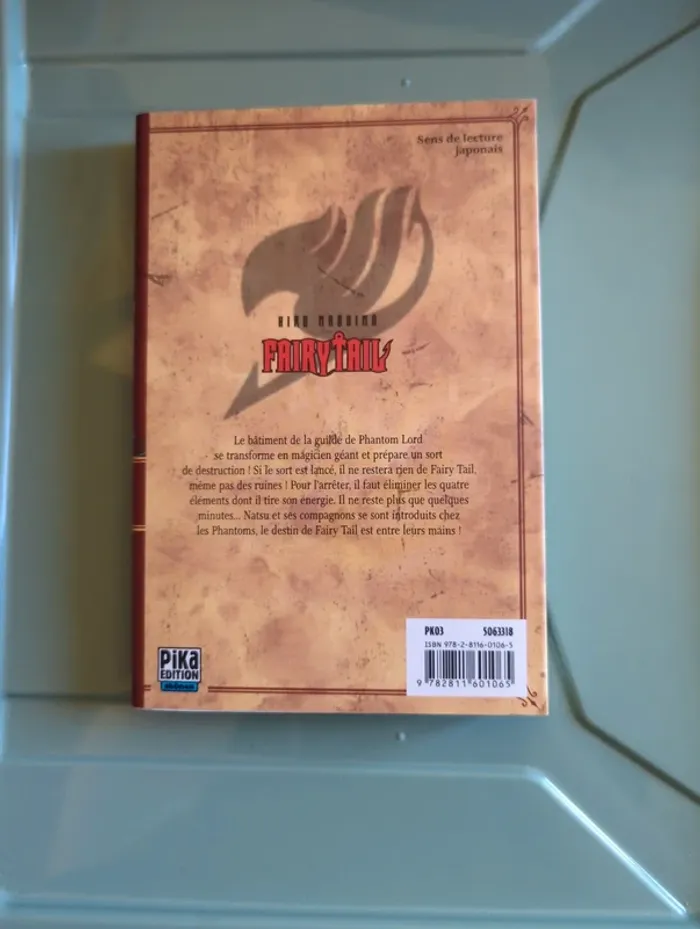 Sens de lecture
japonais
HIRO MASHIMA
FAIRY TAIL
Le bâtiment de la guilde de Phantom Lord
se transforme en magicien géant et prépare un sort
de destruction ! Si le sort est lancé, il ne restera rien de Fairy Tail,
même pas des ruines ! Pour l'arrêter, il faut éliminer les quatre
éléments dont il tire son énergie. Il ne reste plus que quelques
minutes... Natsu et ses compagnons se sont introduits chez
les Phantoms, le destin de Fairy Tail est entre leurs mains !
PIKA
EDITION
shônen
PK03 5063318
ISBN 978-2-8116-0106-5
9 782811 601065